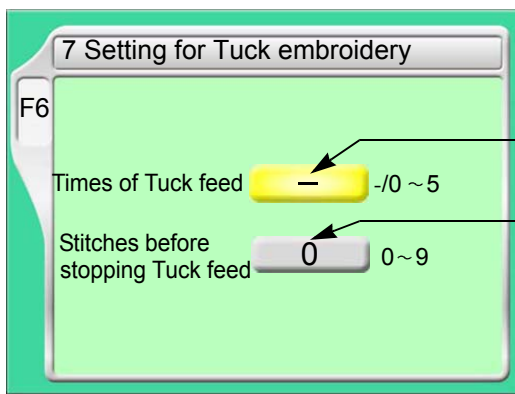 7 Setting for Tuck embroidery
F6
Times of Tuck feed – -/0 ~5
Stitches before
stopping Tuck feed 0 0~9